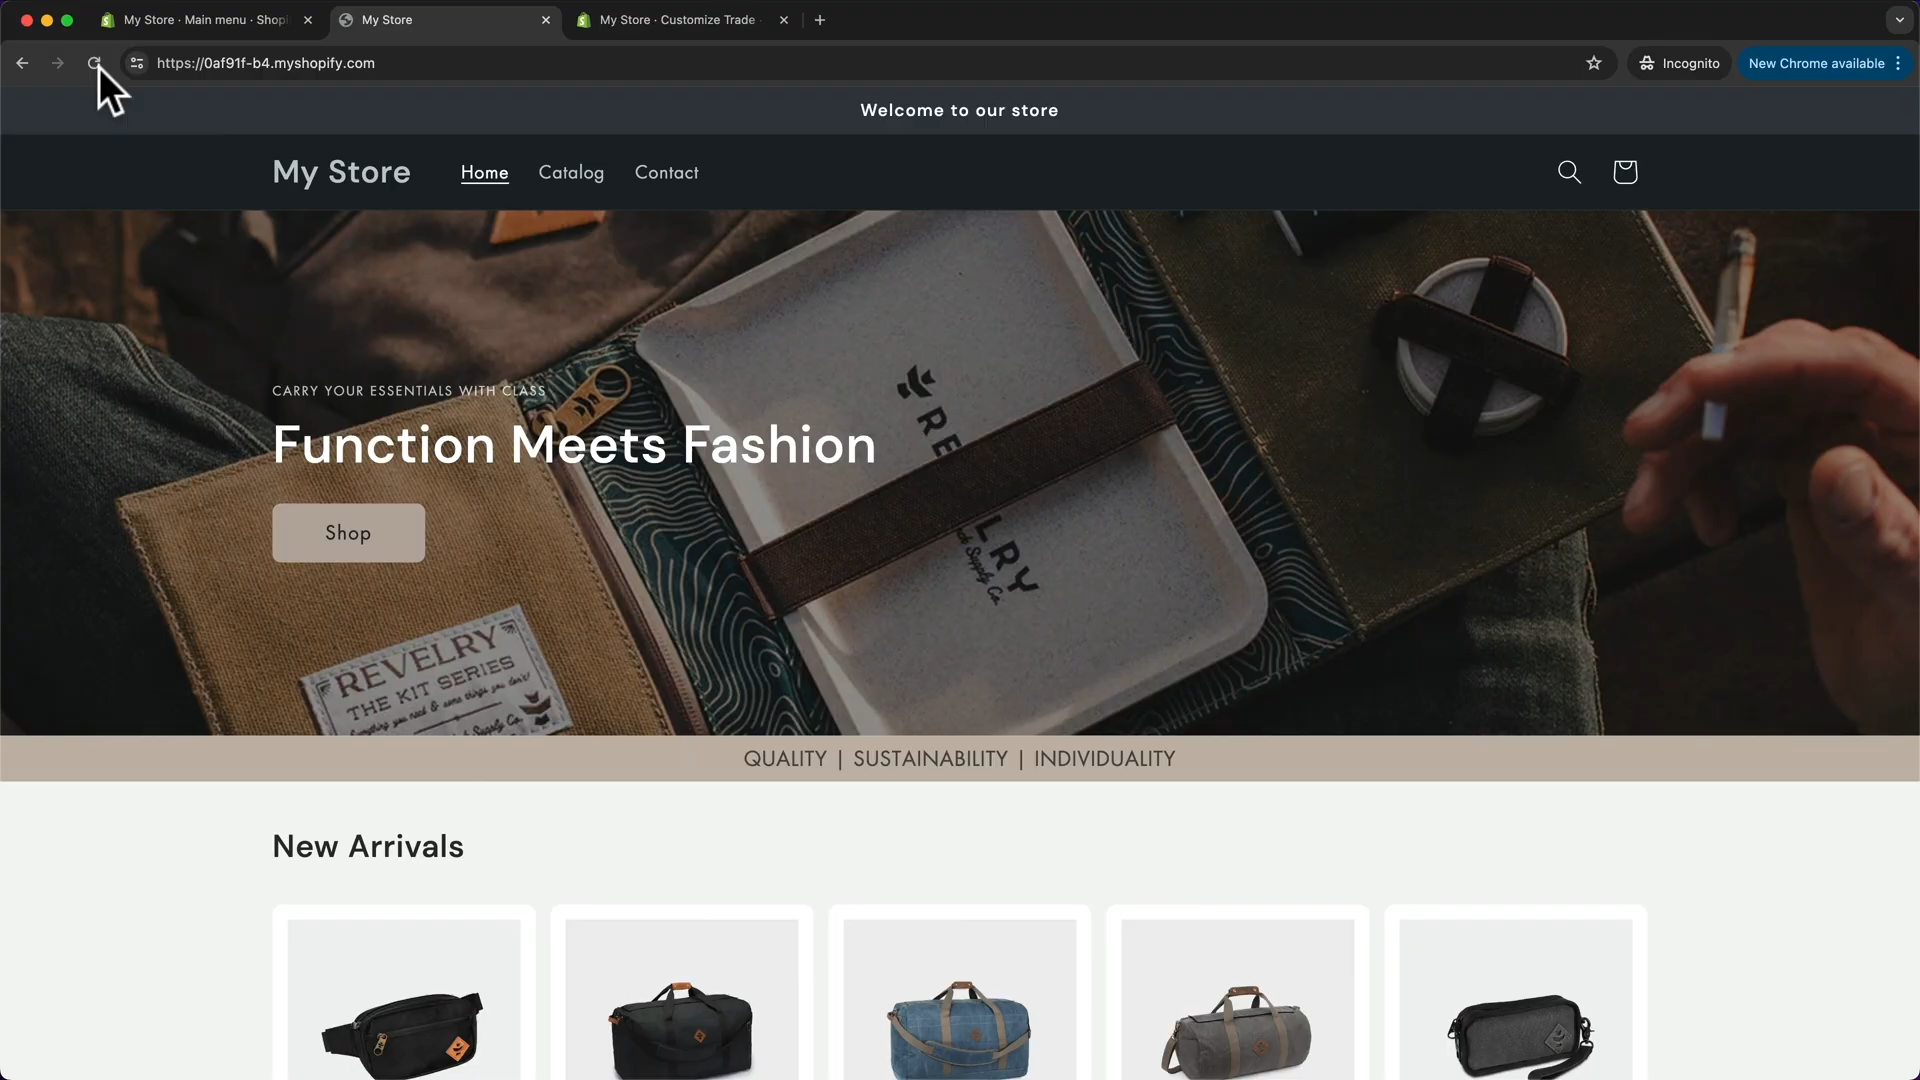 My Store · Main menu · Shopi
My Store
My Store · Customize Trade ·
https://0af91f-b4.myshopify.com
Incognito
New Chrome available
Welcome to our store
My Store
Home
Catalog
Contact
CARRY YOUR ESSENTIALS WITH CLASS
Function Meets Fashion
Shop
REVELRY
THE KIT SERIES
QUALITY | SUSTAINABILITY | INDIVIDUALITY
New Arrivals